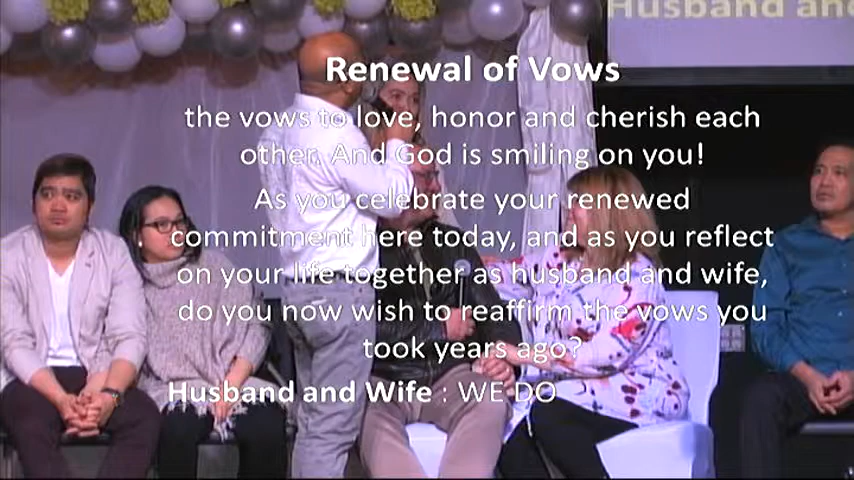 Husband and
Renewal of Vows
the vows to love, honor and cherish each
other. And God is smiling on you!
As you celebrate your renewed
commitment here today, and as you reflect
on your life together as husband and wife,
do you now wish to reaffirm the vows you
took years ago?
Husband and Wife : WE DO